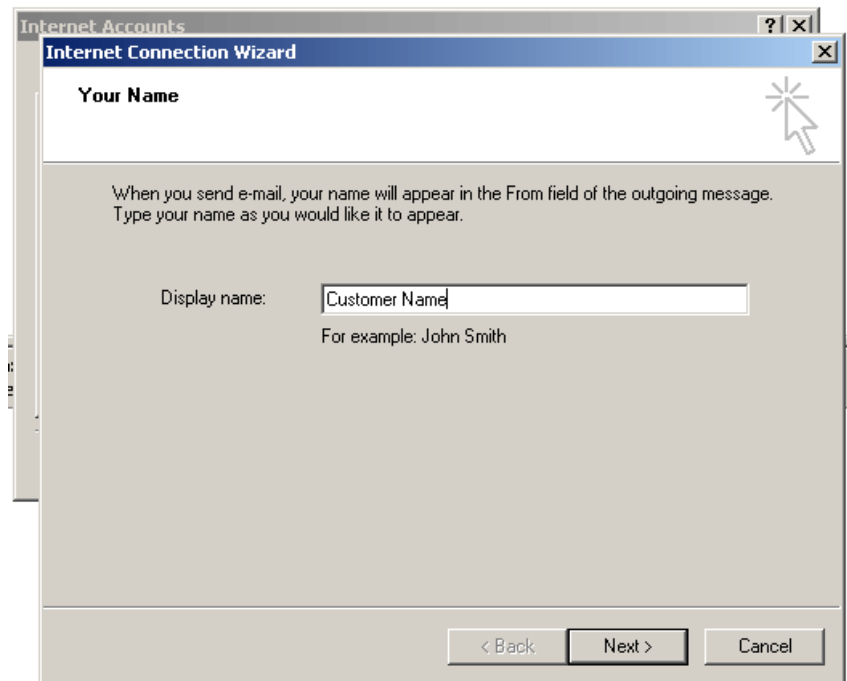 Internet Accounts
Internet Connection Wizard
Your Name
When you send e-mail, your name will appear in the From field of the outgoing message.
Type your name as you would like it to appear.
Display name: Customer Name
For example: John Smith
< Back Next > Cancel